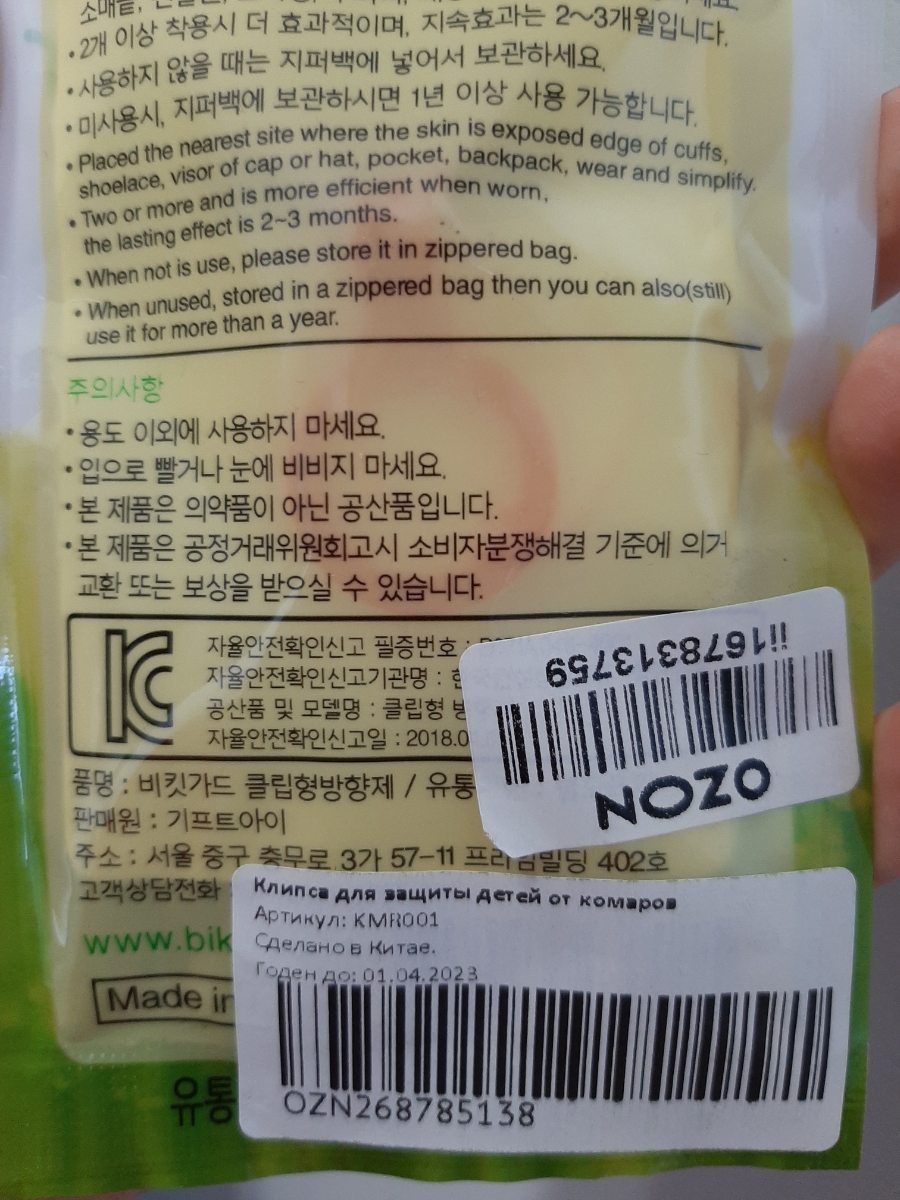 소매끝,
• 2개 이상 착용시 더 효과적이며, 지속효과는 2~3개월입니다.
• 사용하지 않을 때는 지퍼백에 넣어서 보관하세요.
• 미사용시, 지퍼백에 보관하시면 1년 이상 사용 가능합니다.
• Placed the nearest site where the skin is exposed edge of cuffs,
shoelace, visor of cap or hat, pocket, backpack, wear and simplify.
• Two or more and is more efficient when worn,
the lasting effect is 2~3 months.
• When not is use, please store it in zippered bag.
• When unused, stored in a zippered bag then you can also(still)
use it for more than a year.
주의사항
• 용도 이외에 사용하지 마세요.
• 입으로 빨거나 눈에 비비지 마세요.
• 본 제품은 의약품이 아닌 공산품입니다.
• 본 제품은 공정거래위원회고시 소비자분쟁해결 기준에 의거
교환 또는 보상을 받으실 수 있습니다.
자율안전확인신고 필증번호 :
자율안전확인신고기관명 : 한
공산품 및 모델명 : 클립형 방
자율안전확인신고일 : 2018.0
ii1678313759
OZON
품명 : 비킷가드 클립형방향제 / 유통
판매원 : 기프트아이
주소 : 서울 중구 충무로 3가 57-11 프리 빌딩 402호
고객상담전화 :
www.bik
Made in
유통
Клипса для защиты детей от комаров
Артикул: KMR001
Сделано в Китае.
Годен до: 01.04.2023
OZN268785138